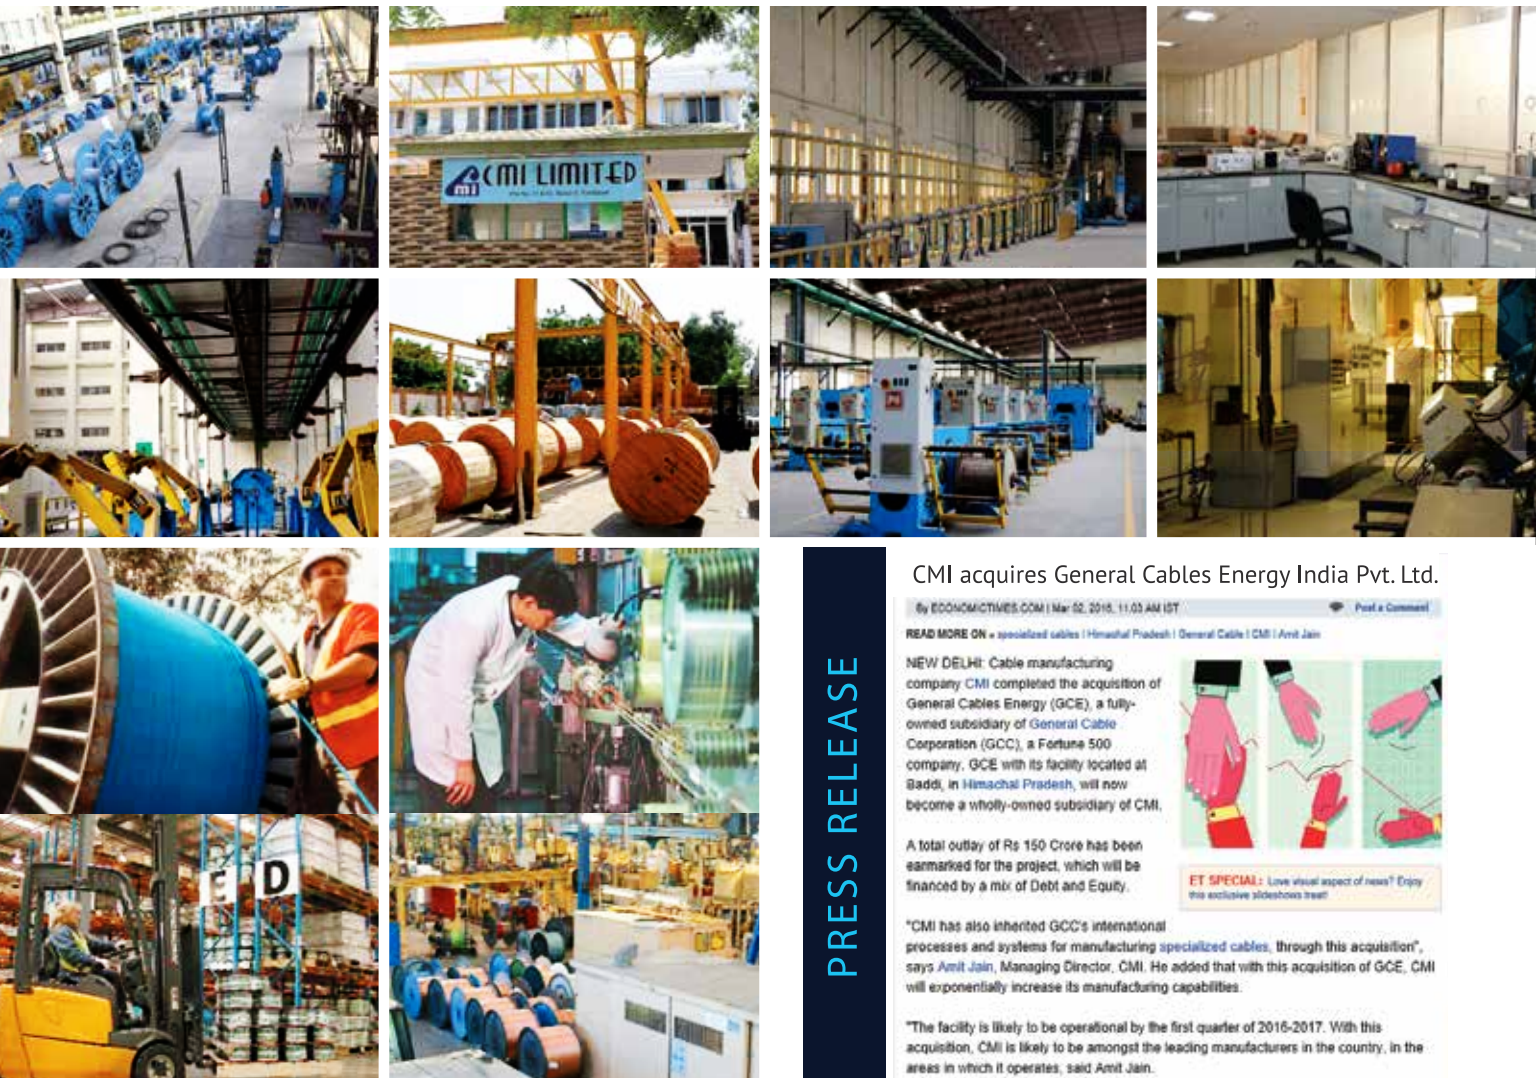 CMI LIMITED
cmi
E
D
PRESS RELEASE
CMI acquires General Cables Energy India Pvt. Ltd.
By ECONOMICTIMES.COM | Mar 02, 2016, 11.03 AM IST
Post a Comment
READ MORE ON » specialized cables | Himachal Pradesh | General Cable | CMI | Amit Jain
NEW DELHI: Cable manufacturing
company CMI completed the acquisition of
General Cables Energy (GCE), a fully-
owned subsidiary of General Cable
Corporation (GCC), a Fortune 500
company. GCE with its facility located at
Baddi, in Himachal Pradesh, will now
become a wholly-owned subsidiary of CMI.
A total outlay of Rs 150 Crore has been
earmarked for the project, which will be
financed by a mix of Debt and Equity.
ET SPECIAL: Love visual aspect of news? Enjoy
this exclusive slideshows treat!
"CMI has also inherited GCC's international
processes and systems for manufacturing specialized cables, through this acquisition",
says Amit Jain, Managing Director, CMI. He added that with this acquisition of GCE, CMI
will exponentially increase its manufacturing capabilities.
"The facility is likely to be operational by the first quarter of 2016-2017. With this
acquisition, CMI is likely to be amongst the leading manufacturers in the country, in the
areas in which it operates, said Amit Jain.